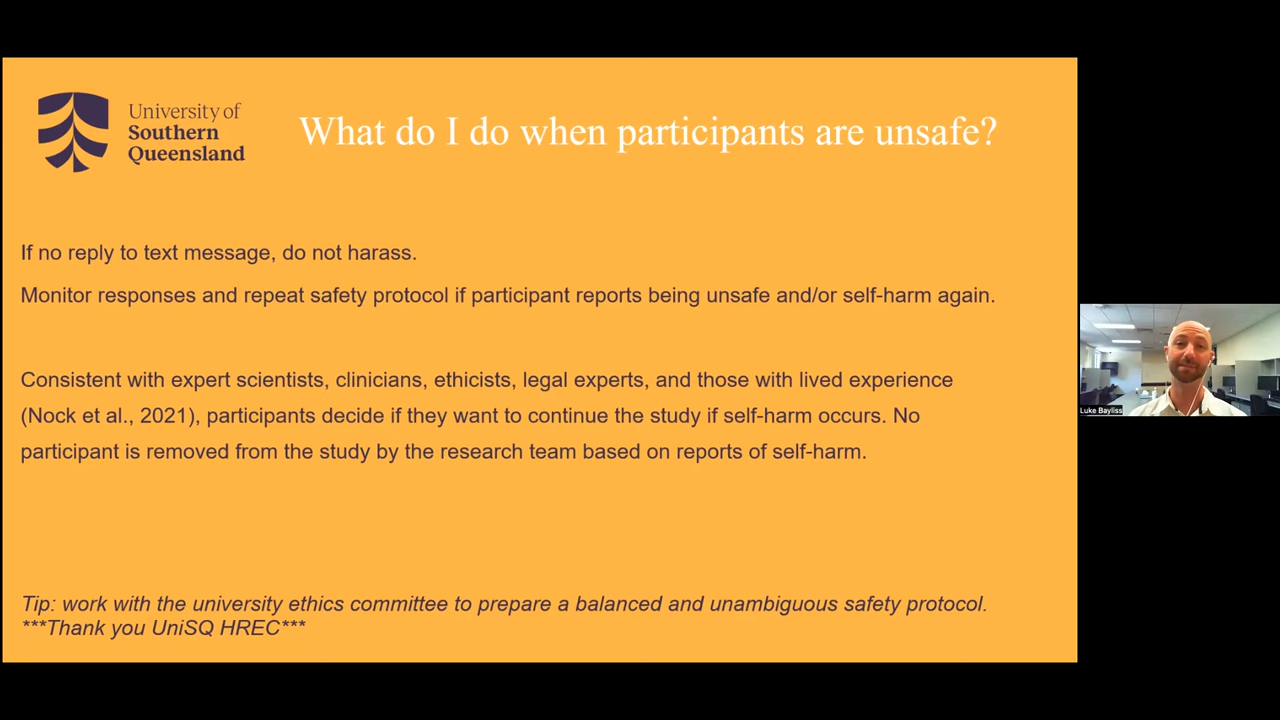 University of
Southern
Queensland
What do I do when participants are unsafe?
If no reply to text message, do not harass.
Monitor responses and repeat safety protocol if participant reports being unsafe and/or self-harm again.
Consistent with expert scientists, clinicians, ethicists, legal experts, and those with lived experience
(Nock et al., 2021), participants decide if they want to continue the study if self-harm occurs. No
participant is removed from the study by the research team based on reports of self-harm.
Tip: work with the university ethics committee to prepare a balanced and unambiguous safety protocol.
***Thank you UniSQ HREC***
Luke Bayliss